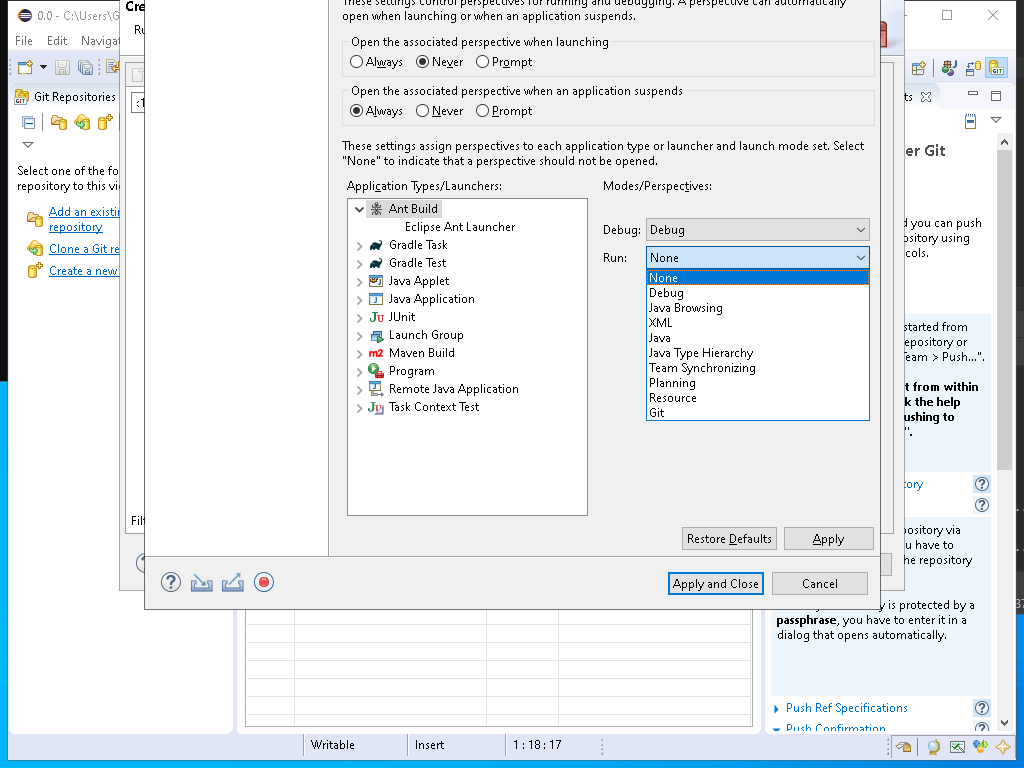 0.0 - C:\Users\G
Cre
File Edit Navigat
Ru
These settings control perspectives for running and debugging. A perspective can automatically
open when launching or when an application suspends.
Open the associated perspective when launching
Always Never Prompt
Open the associated perspective when an application suspends
Always Never Prompt
These settings assign perspectives to each application type or launcher and launch mode set. Select
"None" to indicate that a perspective should not be opened.
Application Types/Launchers:
Modes/Perspectives:
Ant Build
Eclipse Ant Launcher
Gradle Task
Gradle Test
Java Applet
Java Application
JUnit
Launch Group
Maven Build
Program
Remote Java Application
Task Context Test
Debug: Debug
Run: None
None
Debug
Java Browsing
XML
Java
Java Type Hierarchy
Team Synchronizing
Planning
Resource
Git
Restore Defaults Apply
Apply and Close Cancel
Git Repositories
Select one of the fo
repository to this vi
Add an existin
repository
Clone a Git re
Create a new
Filt
ts
er Git
d you can push
ository using
cols.
started from
epository or
Team > Push...".
t from within
k the help
ushing to
".
ory
pository via
u have to
he repository
y is protected by a
passphrase, you have to enter it in a
dialog that opens automatically.
Push Ref Specifications
Push Confirmation
Writable Insert 1 : 18 : 17